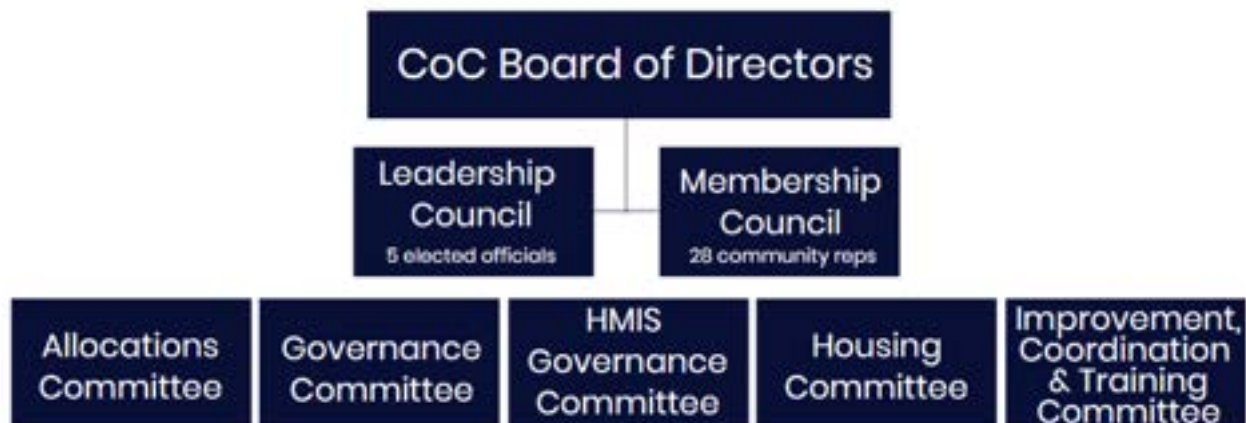 CoC Board of Directors
Leadership
Council
5 elected officials
Membership
Council
28 community reps
Allocations
Committee
Governance
Committee
HMIS
Governance
Committee
Housing
Committee
Improvement,
Coordination
& Training
Committee